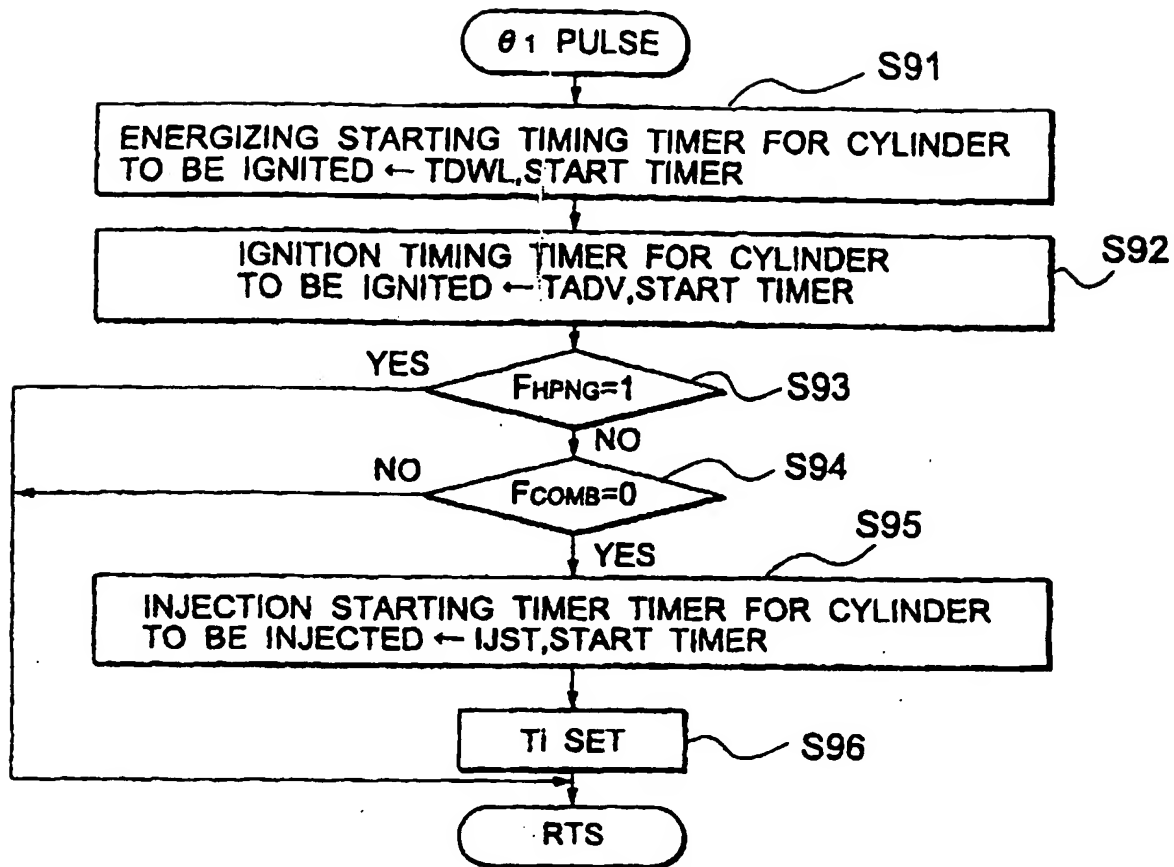 θ1 PULSE
S91
ENERGIZING STARTING TIMING TIMER FOR CYLINDER
TO BE IGNITED ← TDWL,START TIMER
S92
IGNITION TIMING TIMER FOR CYLINDER
TO BE IGNITED ← TADV,START TIMER
YES
FHPNG=1
S93
NO
NO
FCOMB=0
S94
YES
S95
INJECTION STARTING TIMER TIMER FOR CYLINDER
TO BE INJECTED ← IJST,START TIMER
TI SET
S96
RTS